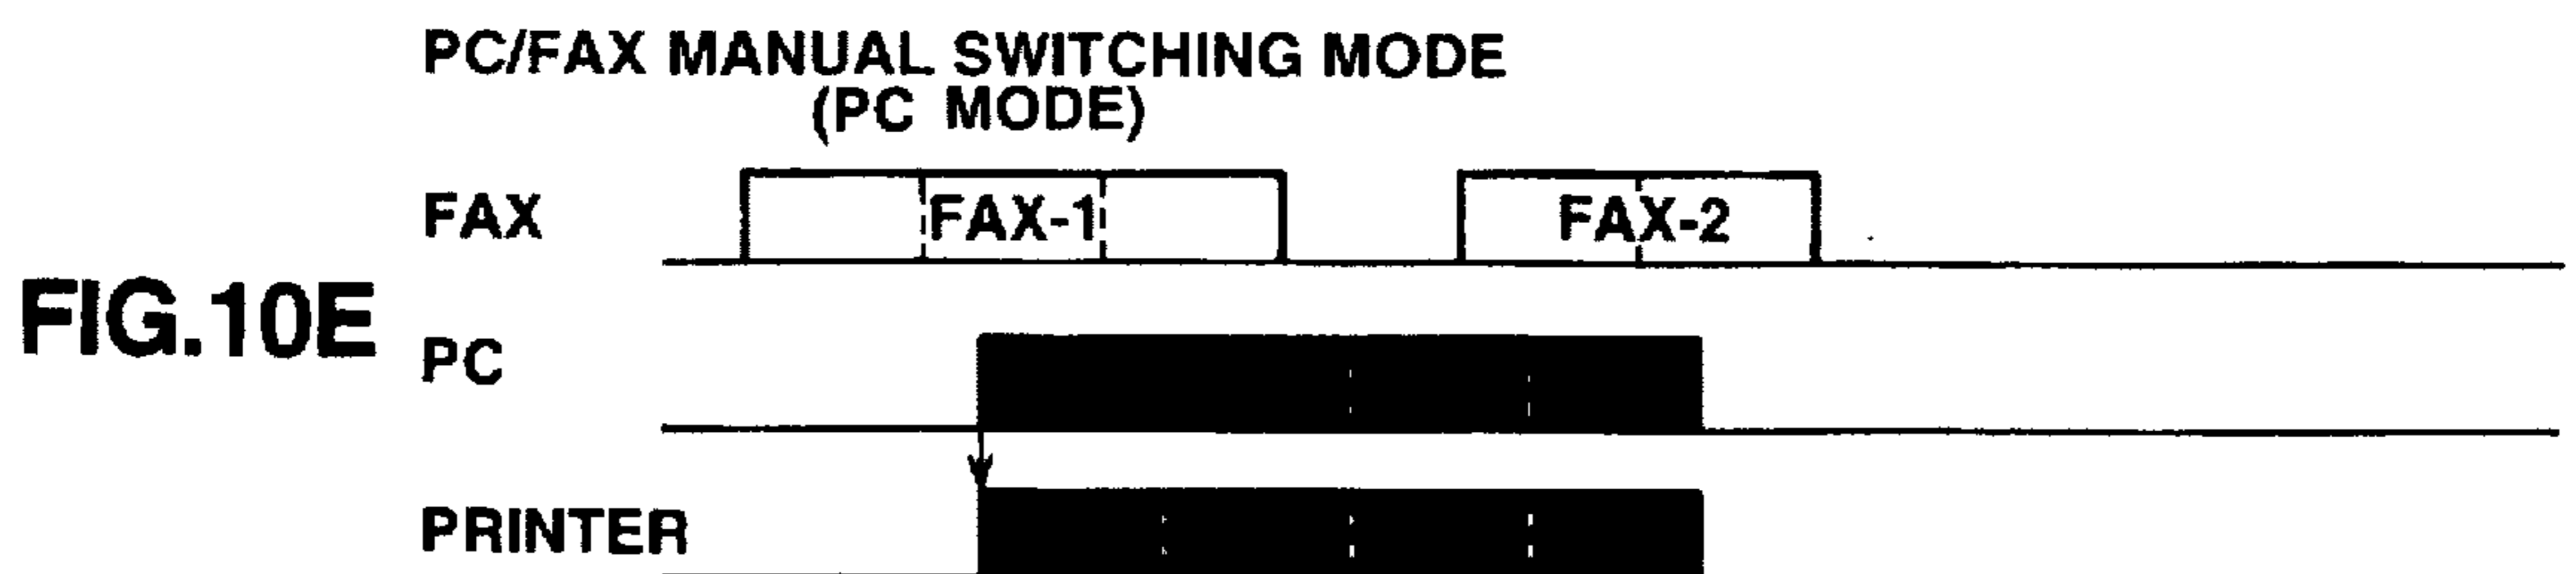 PC/FAX MANUAL SWITCHING MODE
(PC MODE)
FAX
FAX-1
FAX-2
FIG.10E
PC
PRINTER